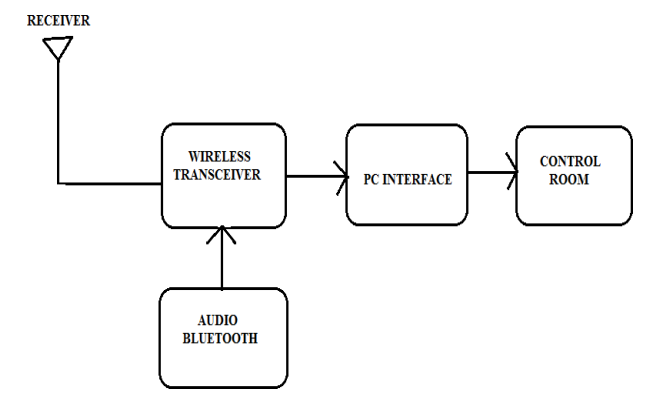 RECEIVER
WIRELESS
TRANSCEIVER
PC INTERFACE
CONTROL
ROOM
AUDIO
BLUETOOTH